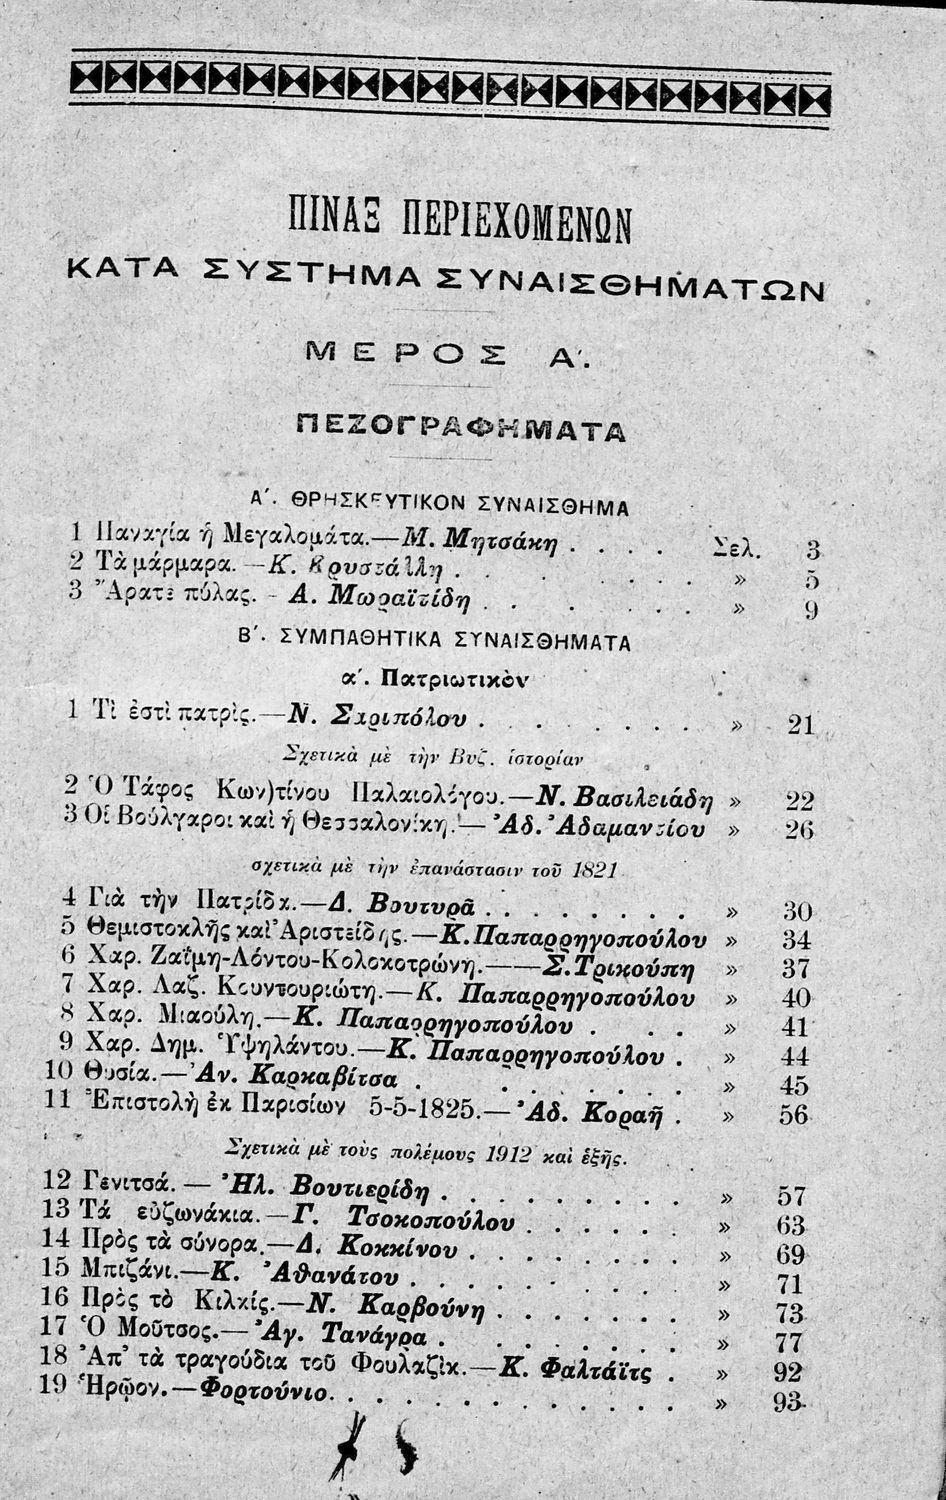 ΠΙΝΑΞ ΠΕΡΙΕΧΟΜΕΝΩΝ
ΚΑΤΑ ΣΥΣΤΗΜΑ ΣΥΝΑΙΣΘΗΜΑΤΩΝ
ΜΕΡΟΣ Α΄.
ΠΕΖΟΓΡΑΦΗΜΑΤΑ
Α΄. ΘΡΗΣΚΕΥΤΙΚΟΝ ΣΥΝΑΙΣΘΗΜΑ
1 Παναγία ἡ Μεγαλομάτα.—Μ. Μητσάκη . . . . Σελ. 3
2 Τὰ μάρμαρα. —Κ. Κρυστάλλη . . . . . . » 5
3 Ἄρατε πύλας. - Α. Μωραϊτίδη . . . . . . » 9
Β΄. ΣΥΜΠΑΘΗΤΙΚΑ ΣΥΝΑΙΣΘΗΜΑΤΑ
α΄. Πατριωτικὸν
1 Τὶ ἐστὶ πατρὶς.—Ν. Σαριπόλου . . . . . . . » 21
Σχετικὰ μὲ τὴν Βυζ. ἱστορίαν
2 Ὁ Τάφος Κων)τίνου Παλαιολόγου.—Ν. Βασιλειάδη » 22
3 Οἱ Βούλγαροι καὶ ἡ Θεσσαλονίκη.—Ἀδ. Ἀδαμαντίου » 26
σχετικὰ μὲ τὴν ἐπανάστασιν τοῦ 1821
4 Γιὰ τὴν Πατρίδα.—Δ. Βουτυρᾶ . . . . . . . . » 30
5 Θεμιστοκλῆς καὶ Ἀριστείδης.—Κ. Παπαρρηγοπούλου » 34
6 Χαρ. Ζαΐμη-Λόντου-Κολοκοτρώνη.——Σ. Τρικούπη » 37
7 Χαρ. Λαζ. Κουντουριώτη.—Κ. Παπαρρηγοπούλου » 40
8 Χαρ. Μιαούλη.—Κ. Παπαρρηγοπούλου . . . . » 41
9 Χαρ. Δημ. Ὑψηλάντου.—Κ. Παπαρρηγοπούλου . » 44
10 Θυσία.—Ἀν. Καρκαβίτσα . . . . . . . . » 45
11 Ἐπιστολὴ ἐκ Παρισίων 5-5-1825.—Ἀδ. Κοραῆ . » 56
Σχετικὰ μὲ τοὺς πολέμους 1912 καὶ ἑξῆς.
12 Γενιτσά.—Ἠλ. Βουτιερίδη . . . . . . . . . » 57
13 Τά εὐζωνάκια.—Γ. Τσοκοπούλου . . . . . . » 63
14 Πρὸς τὰ σύνορα.—Δ. Κοκκίνου . . . . . . . . » 69
15 Μπιζάνι.—Κ. Ἀθανάτου . . . . . . . . . » 71
16 Πρὸς τὸ Κιλκίς.—Ν. Καρβούνη . . . . . . . » 73
17 Ὁ Μοῦτσος.—Ἀγ. Τανάγρα . . . . . . . . » 77
18 Ἀπ' τὰ τραγούδια τοῦ Φουλαζὶκ.—Κ. Φαλτάϊτς . » 92
19 Ἡρῷον.—Φορτούνιο. . . . . . . . . . . . . » 93